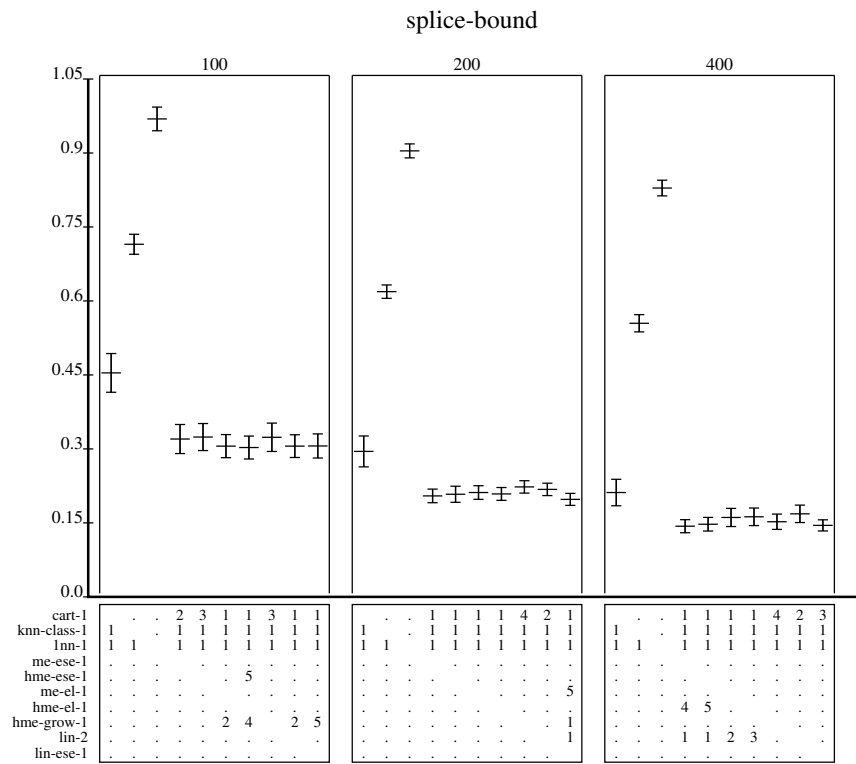 splice-bound
100 200 400
1.05
0.9
0.75
0.6
0.45
0.3
0.15
0.0
cart-1 . . 2 3 1 1 3 1 1 . . 1 1 1 1 4 2 1 . . 1 1 1 1 4 2 3
knn-class-1 1 . 1 1 1 1 1 1 1 1 . 1 1 1 1 1 1 1 1 . 1 1 1 1 1 1 1
1nn-1 1 1 1 1 1 1 1 1 1 1 1 1 1 1 1 1 1 1 1 1 1 1 1 1 1 1 1
me-ese-1 . . . . . . . . . . . . . . . . . . . . . . . . . . .
hme-ese-1 . . . . . 5 . . . . . . . . . . . . . . . . . . . . .
me-el-1 . . . . . . . . . . . . . . . . . 5 . . . . . . . . .
hme-el-1 . . . . . . . . . . . . . . . . . . . . . 4 5 . . . .
hme-grow-1 . . . . . 2 4 2 5 . . . . . . . . 1 . . . . . . . . .
lin-2 . . . . . . . . . . . . . . . . . 1 . . . 1 1 2 3 . .
lin-ese-1 . . . . . . . . . . . . . . . . . . . . . . . . . . .